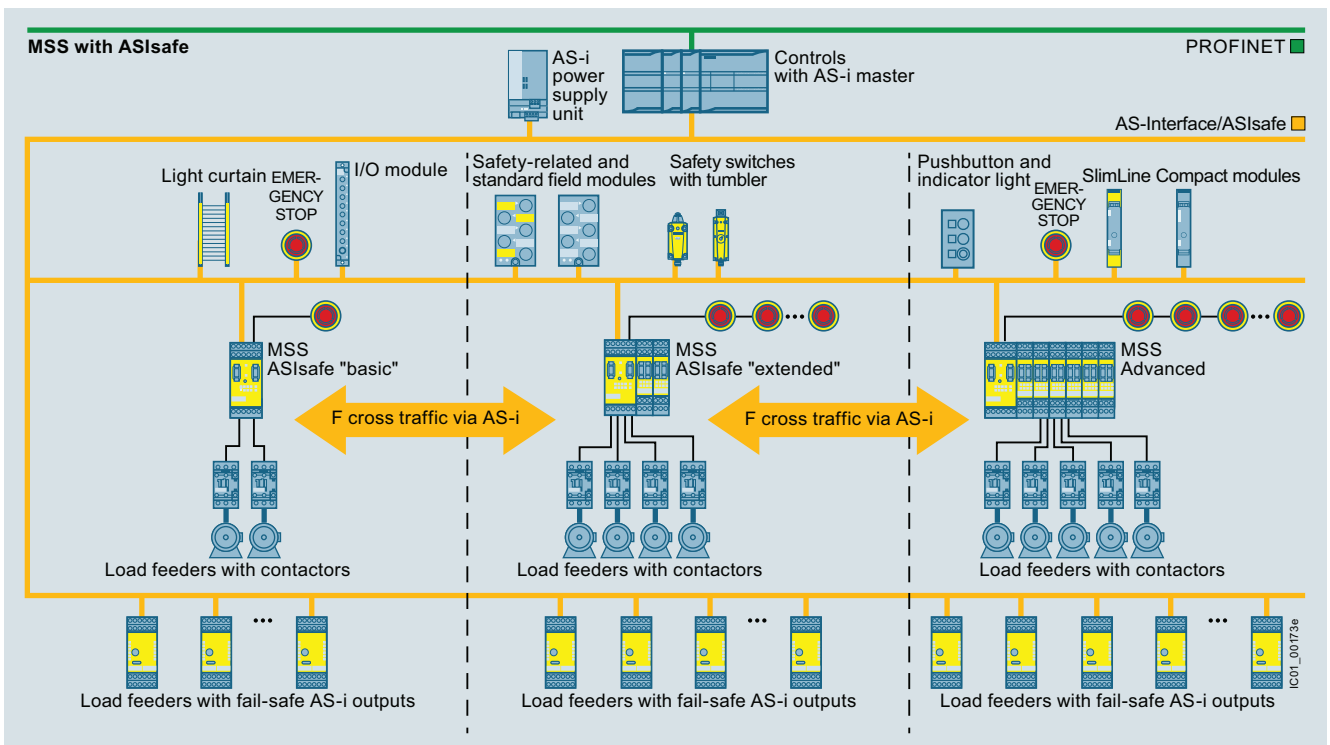 MSS with ASIsafe
PROFINET
AS-i
power
supply
unit
Controls
with AS-i master
AS-Interface/ASIsafe
Light curtain
EMER-
GENCY
STOP
I/O module
Safety-related and
standard field modules
Safety switches
with tumbler
Pushbutton and
indicator light
EMER-
GENCY
STOP
SlimLine Compact modules
MSS
ASIsafe "basic"
MSS
ASIsafe "extended"
MSS
Advanced
F cross traffic via AS-i
F cross traffic via AS-i
Load feeders with contactors
Load feeders with contactors
Load feeders with contactors
...
...
...
Load feeders with fail-safe AS-i outputs
Load feeders with fail-safe AS-i outputs
Load feeders with fail-safe AS-i outputs
IC01_00173e